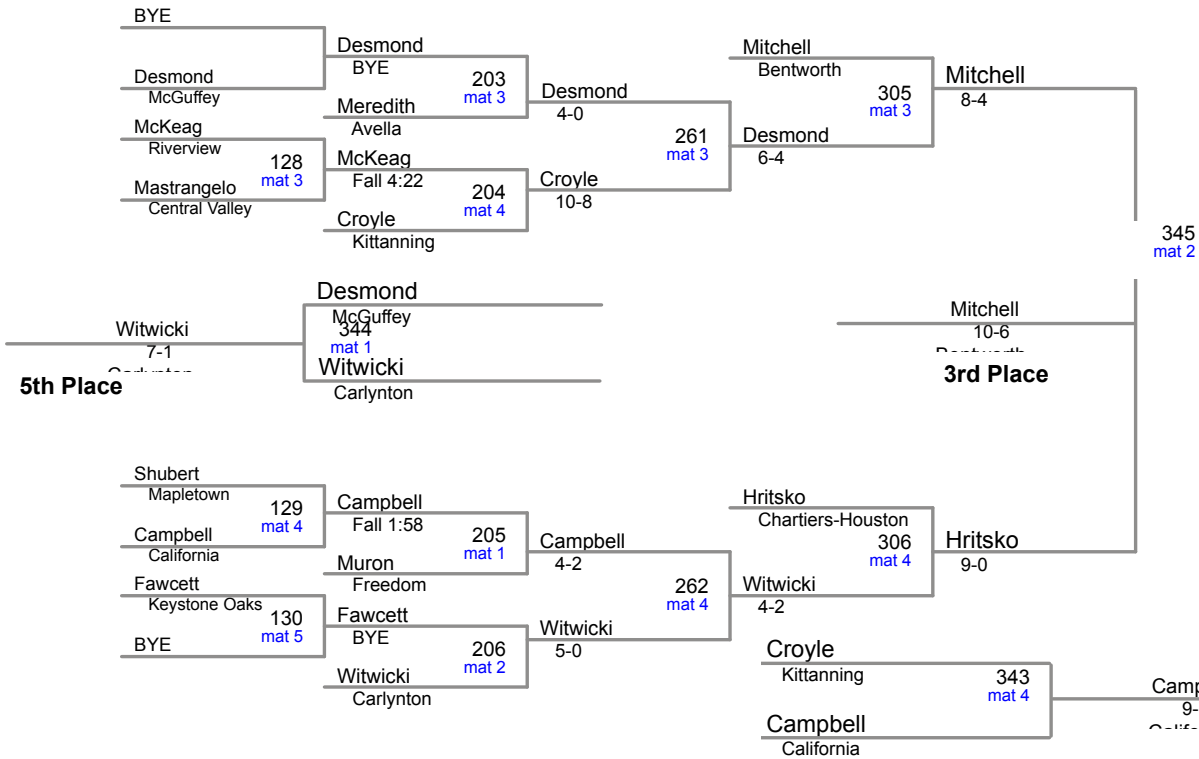 BYE
Desmond
McGuffey
Desmond
BYE
203
mat 3
Meredith
Avella
Desmond
4-0
McKeag
Riverview
128
mat 3
Mastrangelo
Central Valley
McKeag
Fall 4:22
204
mat 4
Croyle
Kittanning
Croyle
10-8
261
mat 3
Mitchell
Bentworth
305
mat 3
Desmond
6-4
Mitchell
8-4
345
mat 2
Desmond
McGuffey
344
mat 1
Witwicki
Carlynton
Witwicki
7-1
5th Place
Mitchell
10-6
3rd Place
Shubert
Mapletown
129
mat 4
Campbell
California
Campbell
Fall 1:58
205
mat 1
Muron
Freedom
Campbell
4-2
Fawcett
Keystone Oaks
130
mat 5
BYE
Fawcett
BYE
206
mat 2
Witwicki
Carlynton
Witwicki
5-0
262
mat 4
Hritsko
Chartiers-Houston
306
mat 4
Witwicki
4-2
Hritsko
9-0
Croyle
Kittanning
343
mat 4
Campbell
California